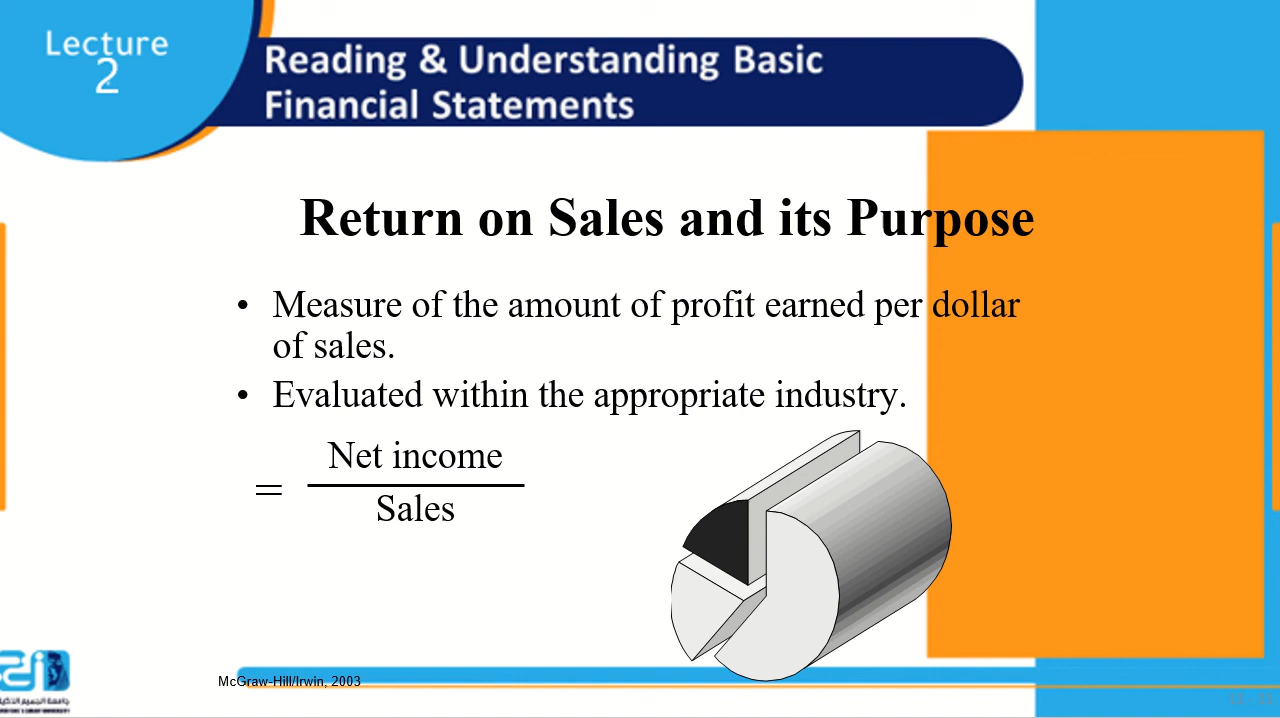 Lecture
2
Reading & Understanding Basic
Financial Statements
Return on Sales and its Purpose
• Measure of the amount of profit earned per dollar
of sales.
• Evaluated within the appropriate industry.
Net income
=
Sales
McGraw-Hill/Irwin, 2003